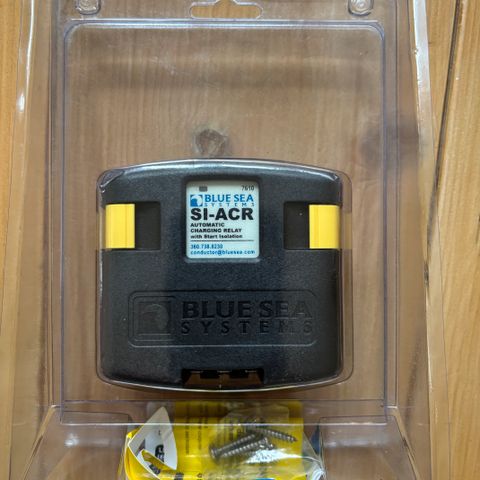 7610
BLUE SEA
SYSTEMS
SI-ACR
AUTOMATIC
CHARGING RELAY
with Start Isolation
360.738.8230
conductor@bluesea.com
BLUE SEA
SYSTEMS